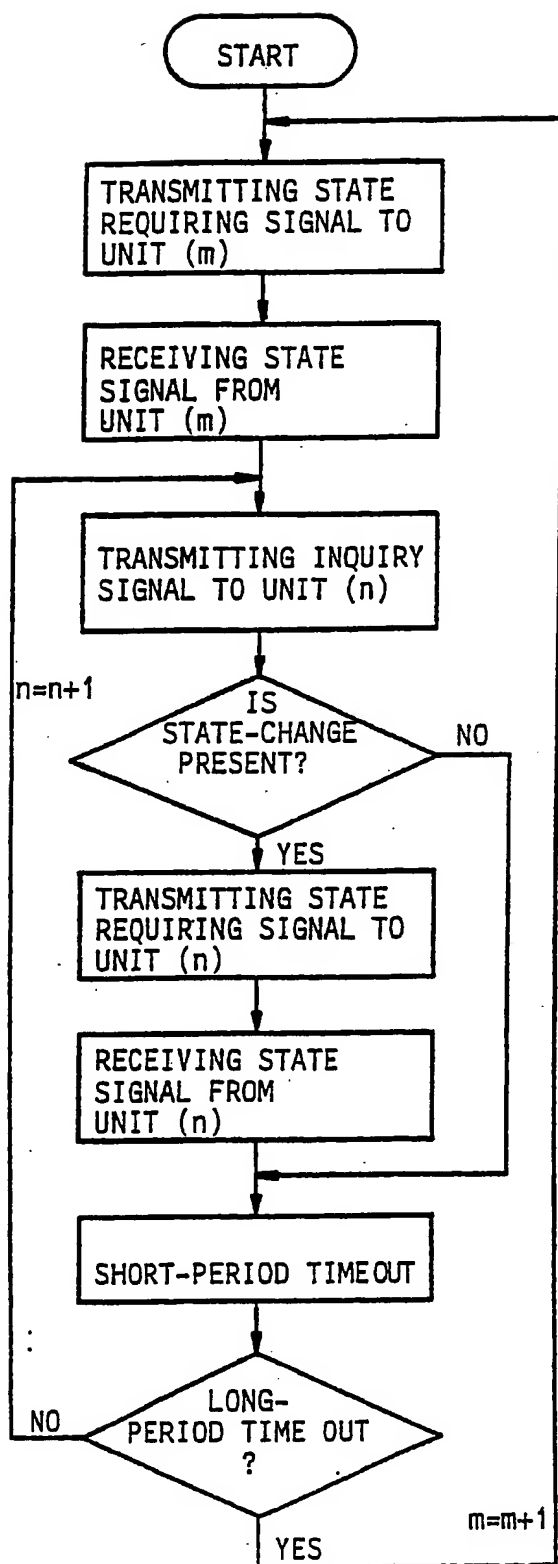 START
TRANSMITTING STATE
REQUIRING SIGNAL TO
UNIT (m)
RECEIVING STATE
SIGNAL FROM
UNIT (m)
TRANSMITTING INQUIRY
SIGNAL TO UNIT (n)
n=n+1
IS
STATE-CHANGE
PRESENT?
NO
YES
TRANSMITTING STATE
REQUIRING SIGNAL TO
UNIT (n)
RECEIVING STATE
SIGNAL FROM
UNIT (n)
SHORT-PERIOD TIMEOUT
LONG-
PERIOD TIME OUT
?
NO
YES
m=m+1